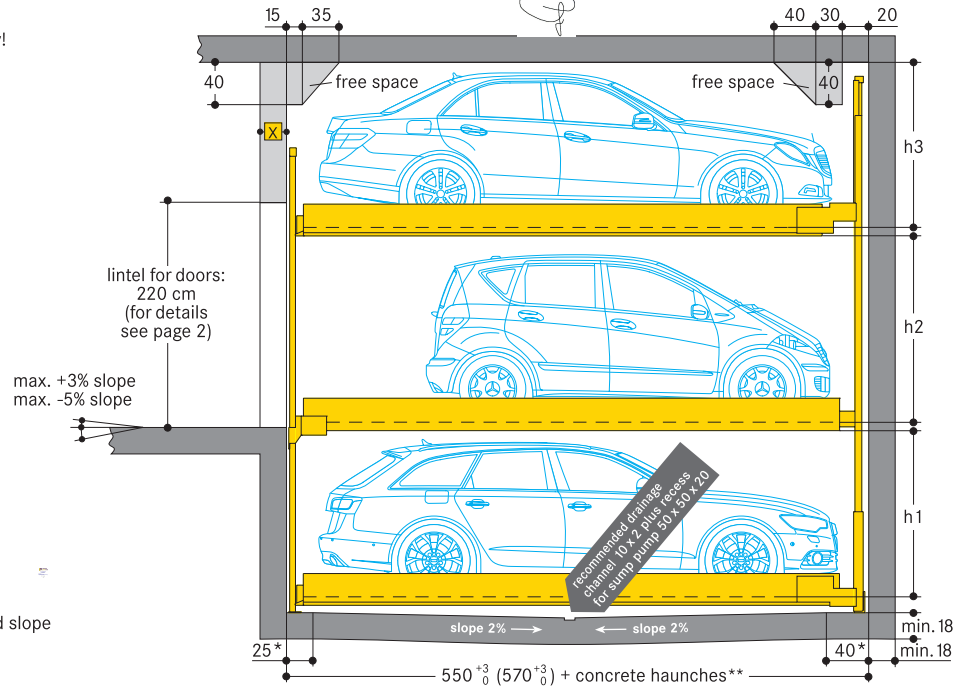 15 35 40 30 20
y!
40 free space free space 40
X
h3
lintel for doors:
220 cm
(for details
see page 2)
h2
max. +3% slope
max. -5% slope
recommended drainage
channel 10 x 2 plus recess
for sump pump 50 x 50 x 20
h1
d slope
slope 2% slope 2%
min. 18
25* 40* min. 18
550 +3 0 (570 +3 0) + concrete haunches**